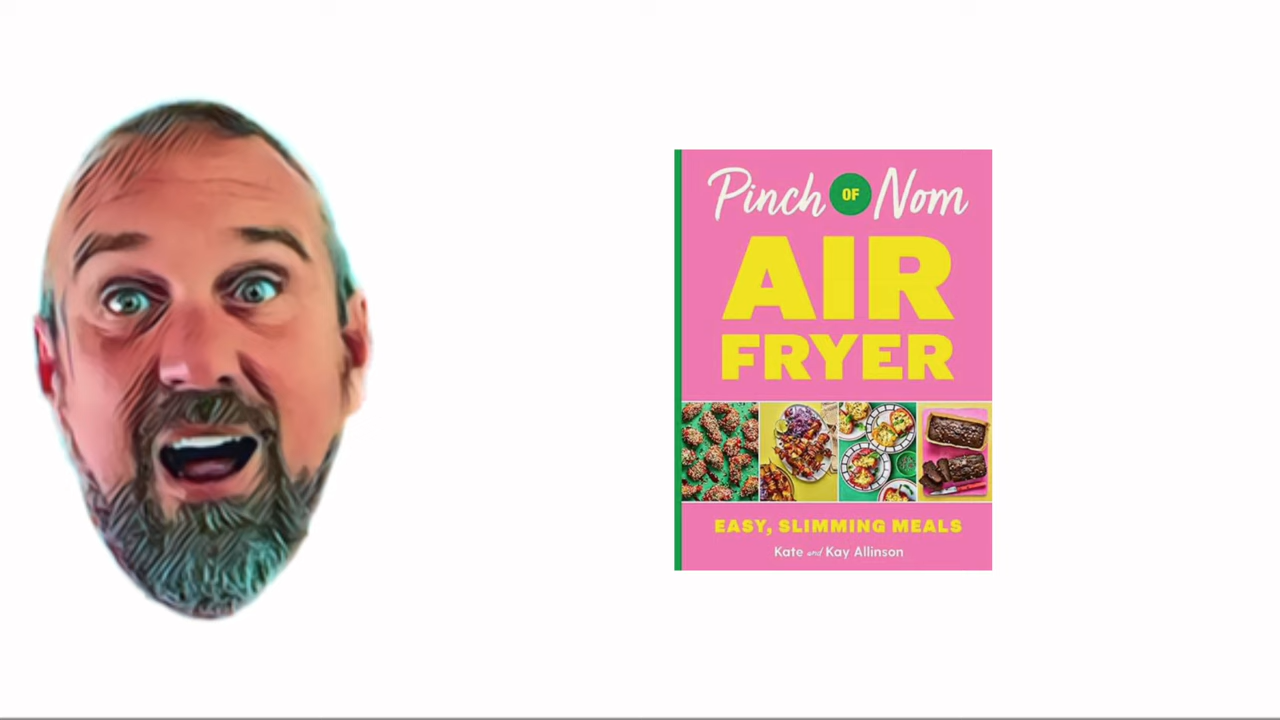 Pinch OF Nom
AIR
FRYER
EASY, SLIMMING MEALS
Kate and Kay Allinson